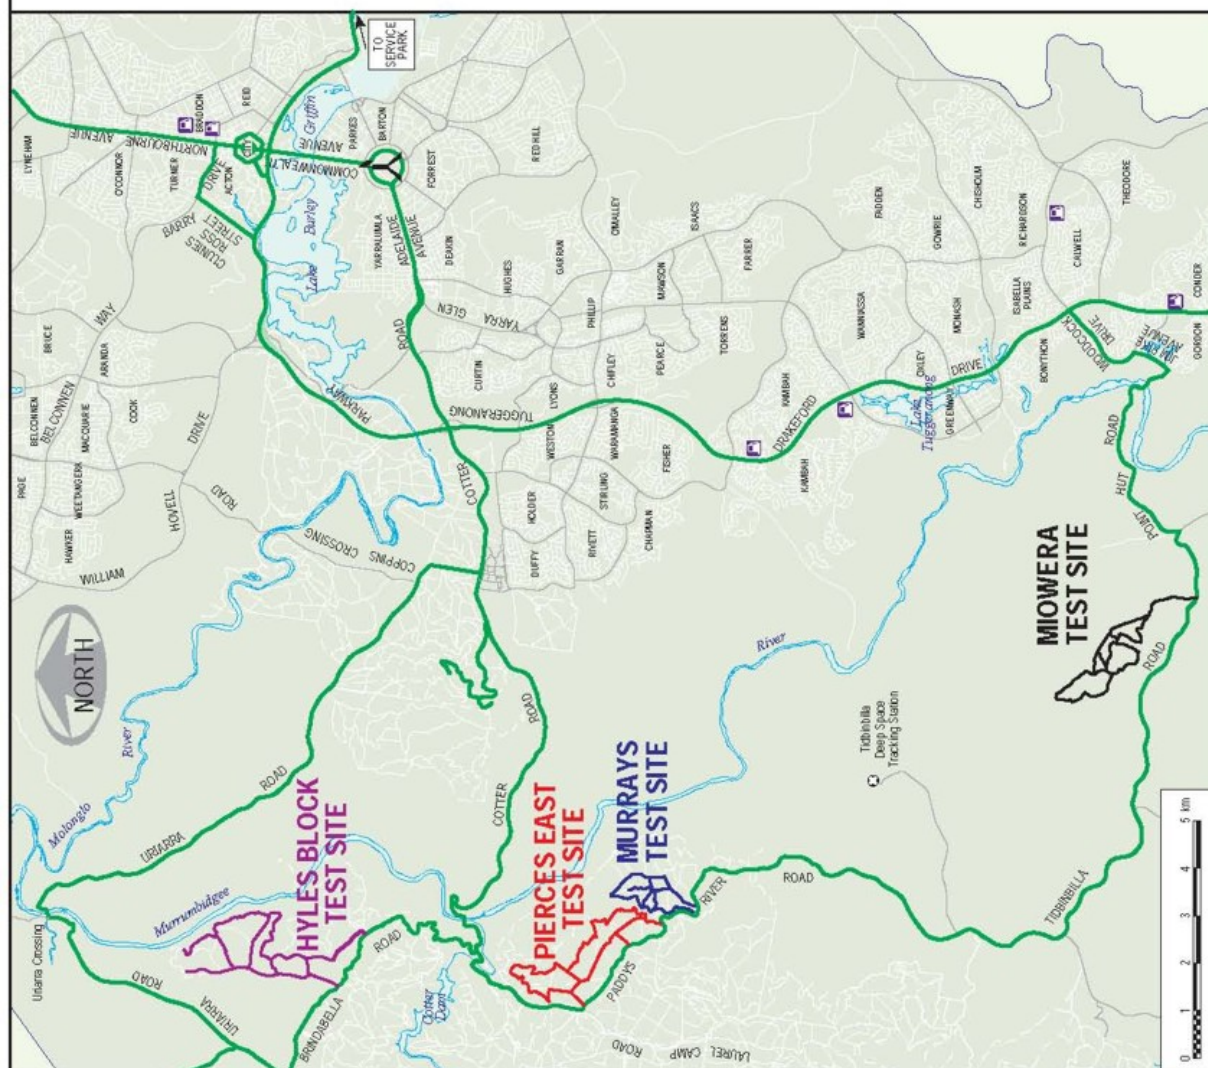 TO
SERVICE
PARK
LYNEHAM
NORTHBOURNE AVENUE
BRADDON
REID
O'CONNOR
TURNER
BARRY DRIVE
ACTON
CLUNIES
ROSS
STREET
COMMONWEALTH AVENUE
PARKES
BARTON
Lake Burley Griffin
YARRALUMLA
ADELAIDE
AVENUE
FORREST
DEAKIN
RED HILL
HUGHES
GARRAN
O'MALLEY
ISAACS
MAWSON
FARRER
FADDEN
GOWRIE
CHISHOLM
RICHARDSON
THEODORE
CALWELL
CONDER
GORDON
ISABELLA
PLAINS
MONASH
WANNIASSA
OXLEY
BONYTHON
GREENWAY
Lake
Tuggeranong
WOODCOCK
DRIVE
JIM PIKE
AVENUE
TORRENS
PEARCE
PHILLIP
CHIFLEY
LYONS
CURTIN
YARRA GLEN
BRUCE
ARANDA
COOK
BELCONNEN
BELCONNEN WAY
MACQUARIE
PAGE
WEETANGERA
HAWKER
WILLIAM HOVELL DRIVE
COPPINS CROSSING ROAD
TUGGERANONG PARKWAY
COTTER ROAD
WESTON
WARAMANGA
FISHER
HOLDER
STIRLING
DUFFY
RIVETT
CHAPMAN
KAMBAH
KAMBAH
DRAKEFORD DRIVE
POINT HUT ROAD
NORTH
Molonglo River
URIARRA ROAD
COTTER ROAD
Murrumbidgee River
Uriarra Crossing
URIARRA ROAD
BRINDABELLA ROAD
Cotter
Dam
PADDYS RIVER ROAD
LAUREL CAMP ROAD
TIDBINBILLA ROAD
Tidbinbilla
Deep Space
Tracking Station
HYLES BLOCK
TEST SITE
PIERCES EAST
TEST SITE
MURRAYS
TEST SITE
MIOWERA
TEST SITE
0 1 2 3 4 5 km